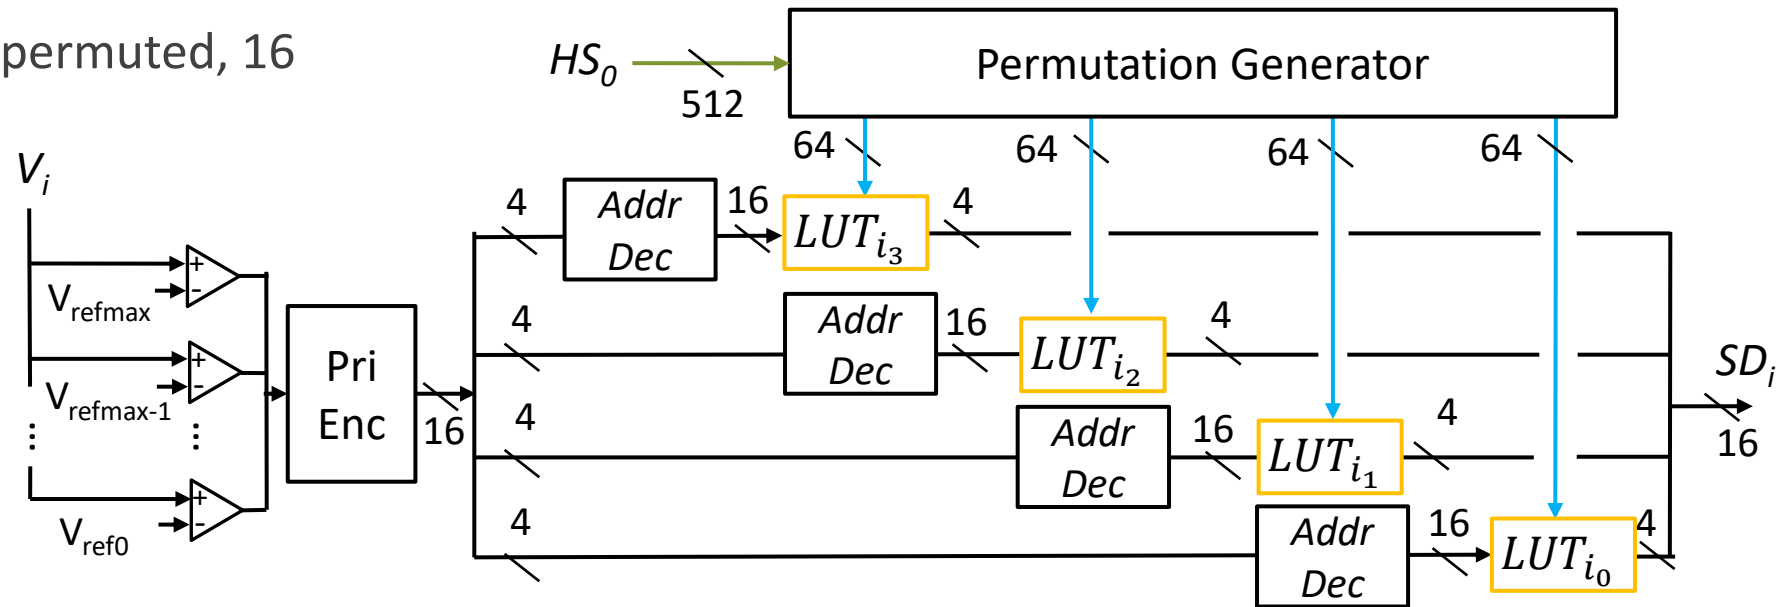 permuted, 16
HS0
512
Permutation Generator
64
64
64
64
Vi
+
-
Vrefmax
+
-
Vrefmax-1
...
...
+
-
Vref0
Pri
Enc
16
4
Addr
Dec
16
LUTi3
4
4
Addr
Dec
16
LUTi2
4
4
Addr
Dec
16
LUTi1
4
4
Addr
Dec
16
LUTi0
4
SDi
16